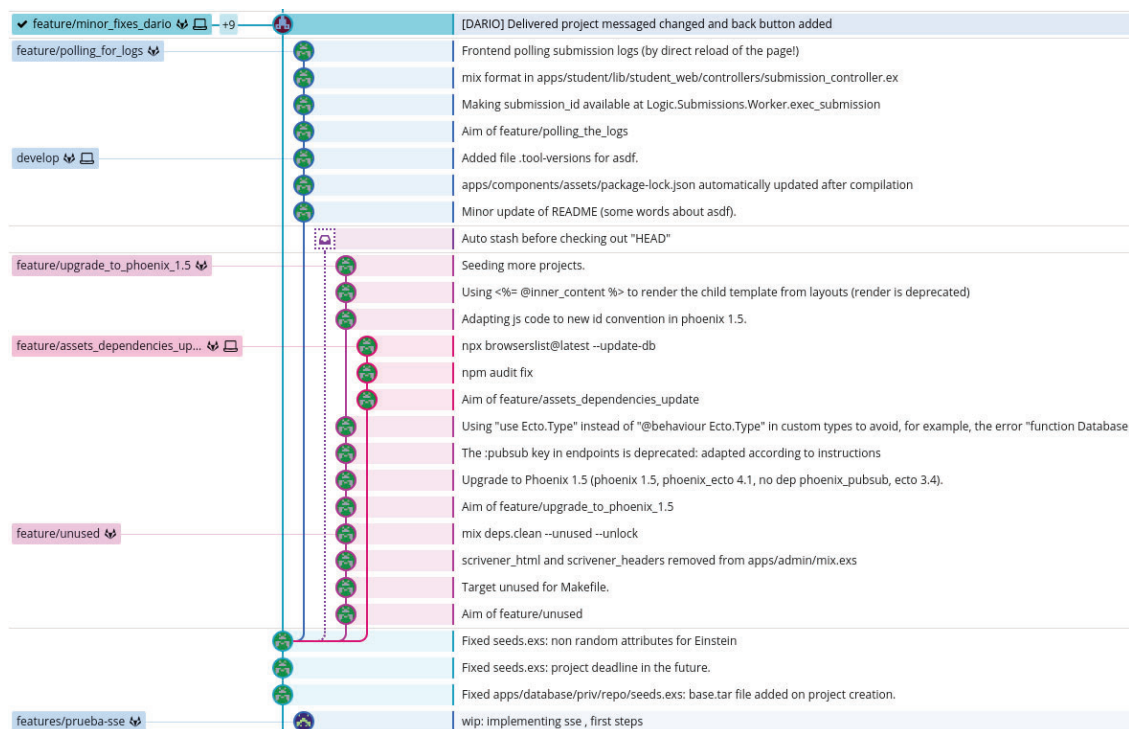 feature/minor_fixes_dario +9 [DARIO] Delivered project messaged changed and back button added
feature/polling_for_logs Frontend polling submission logs (by direct reload of the page!)
mix format in apps/student/lib/student_web/controllers/submission_controller.ex
Making submission_id available at Logic.Submissions.Worker.exec_submission
Aim of feature/polling_the_logs
develop Added file .tool-versions for asdf.
apps/components/assets/package-lock.json automatically updated after compilation
Minor update of README (some words about asdf).
Auto stash before checking out "HEAD"
feature/upgrade_to_phoenix_1.5 Seeding more projects.
Using <%= @inner_content %> to render the child template from layouts (render is deprecated)
Adapting js code to new id convention in phoenix 1.5.
feature/assets_dependencies_up... npx browserslist@latest --update-db
npm audit fix
Aim of feature/assets_dependencies_update
Using "use Ecto.Type" instead of "@behaviour Ecto.Type" in custom types to avoid, for example, the error "function Database
The :pubsub key in endpoints is deprecated: adapted according to instructions
Upgrade to Phoenix 1.5 (phoenix 1.5, phoenix_ecto 4.1, no dep phoenix_pubsub, ecto 3.4).
Aim of feature/upgrade_to_phoenix_1.5
feature/unused mix deps.clean --unused --unlock
scrivener_html and scrivener_headers removed from apps/admin/mix.exs
Target unused for Makefile.
Aim of feature/unused
Fixed seeds.exs: non random attributes for Einstein
Fixed seeds.exs: project deadline in the future.
Fixed apps/database/priv/repo/seeds.exs: base.tar file added on project creation.
features/prueba-sse wip: implementing sse , first steps